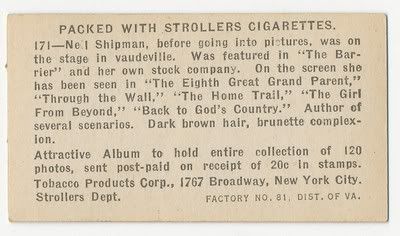 PACKED WITH STROLLERS CIGARETTES.
171—Nell Shipman, before going into pictures, was on
the stage in vaudeville. Was featured in "The Bar-
rier" and her own stock company. On the screen she
has been seen in "The Eighth Great Grand Parent,"
"Through the Wall," "The Home Trail," "The Girl
From Beyond," "Back to God's Country." Author of
several scenarios. Dark brown hair, brunette complex-
ion.
Attractive Album to hold entire collection of 120
photos, sent post-paid on receipt of 20c in stamps.
Tobacco Products Corp., 1767 Broadway, New York City.
Strollers Dept. FACTORY NO. 81, DIST. OF VA.